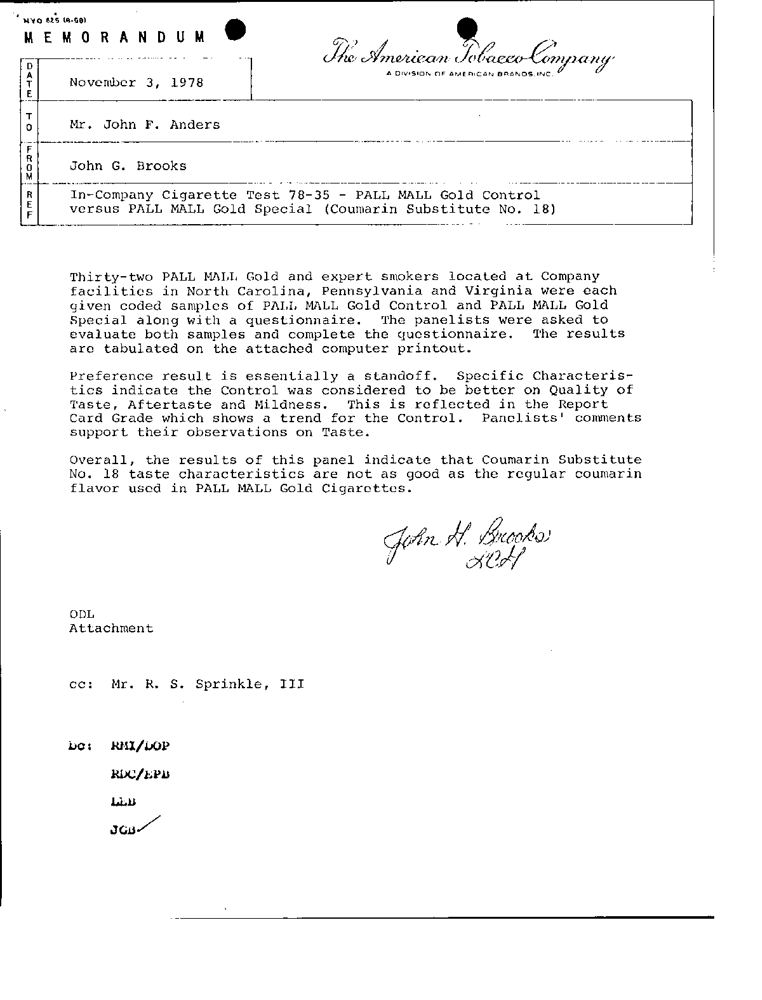 NYO 825 (8-68)
MEMORANDUM
The American Tobacco Company
A DIVISION OF AMERICAN BRANDS, INC.
DATE
November 3, 1978
TO
Mr. John F. Anders
FROM
John G. Brooks
REF
In-Company Cigarette Test 78-35 - PALL MALL Gold Control
versus PALL MALL Gold Special (Coumarin Substitute No. 18)
Thirty-two PALL MALL Gold and expert smokers located at Company
facilities in North Carolina, Pennsylvania and Virginia were each
given coded samples of PALL MALL Gold Control and PALL MALL Gold
Special along with a questionnaire. The panelists were asked to
evaluate both samples and complete the questionnaire. The results
are tabulated on the attached computer printout.
Preference result is essentially a standoff. Specific Characteris-
tics indicate the Control was considered to be better on Quality of
Taste, Aftertaste and Mildness. This is reflected in the Report
Card Grade which shows a trend for the Control. Panelists' comments
support their observations on Taste.
Overall, the results of this panel indicate that Coumarin Substitute
No. 18 taste characteristics are not as good as the regular coumarin
flavor used in PALL MALL Gold Cigarettes.
John H. Brooks
ODL
Attachment
cc: Mr. R. S. Sprinkle, III
bc: RMI/DOP
RDC/EPB
LLB
JGB